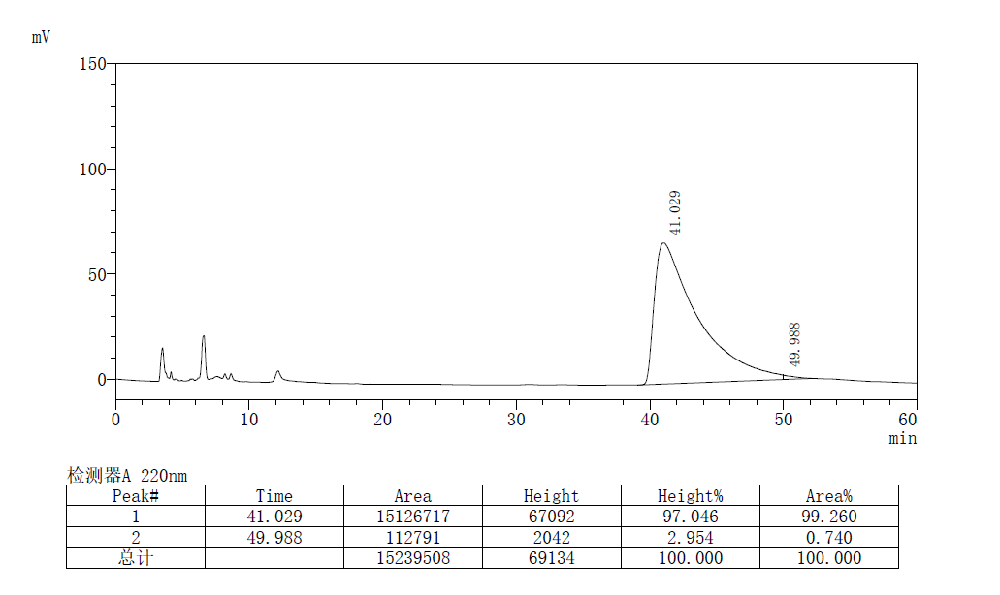 mV
150
100
50
0
41.029
49.988
0 10 20 30 40 50 60
min
检测器A 220nm
Peak# Time Area Height Height% Area%
1 41.029 15126717 67092 97.046 99.260
2 49.988 112791 2042 2.954 0.740
总计 15239508 69134 100.000 100.000